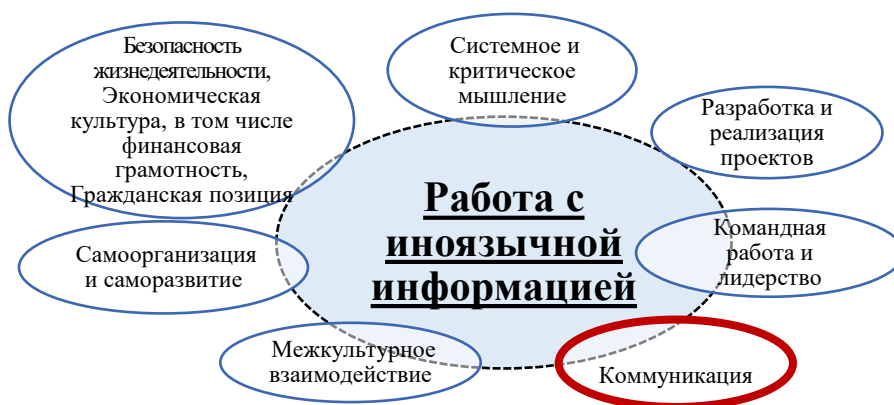 Безопасность
жизнедеятельности,
Экономическая
культура, в том числе
финансовая
грамотность,
Гражданская позиция
Системное и
критическое
мышление
Разработка и
реализация
проектов
Работа с
иноязычной
информацией
Командная
работа и
лидерство
Самоорганизация
и саморазвитие
Межкультурное
взаимодействие
Коммуникация